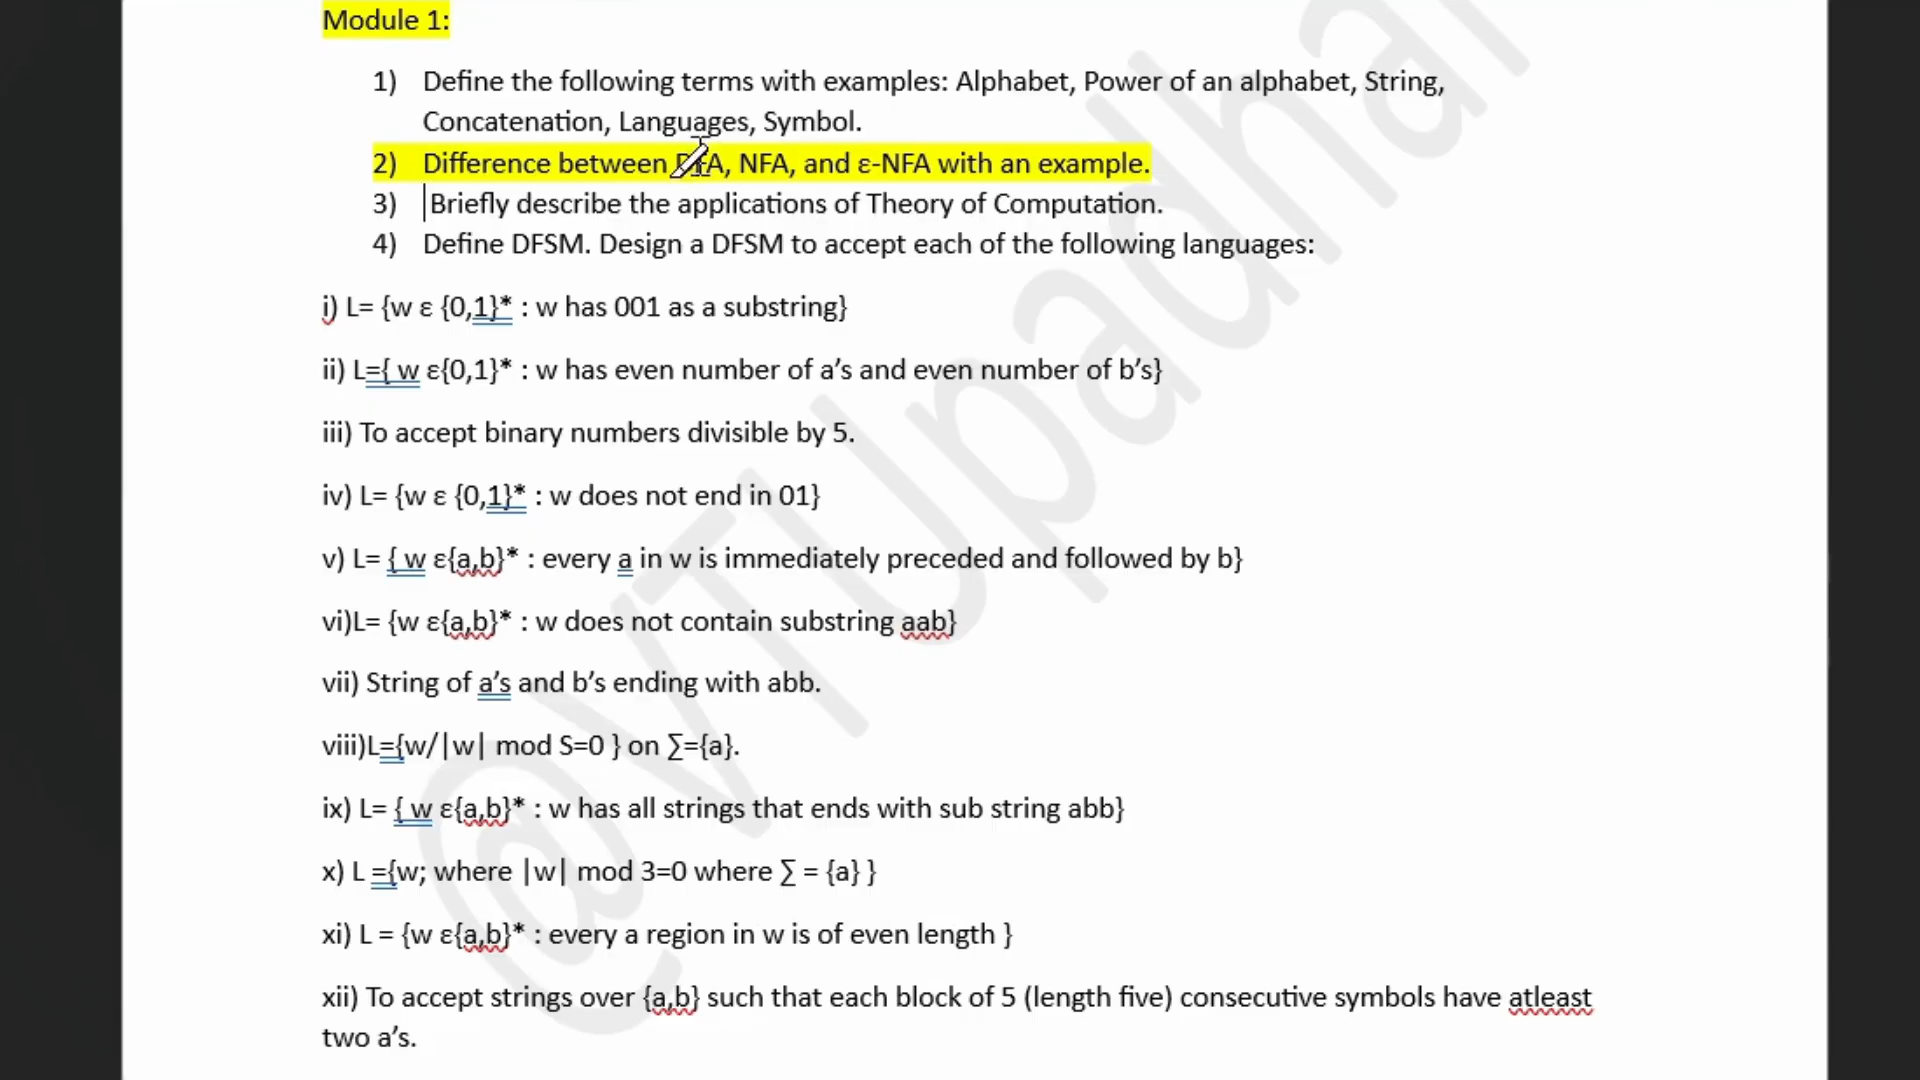 Module 1:
1) Define the following terms with examples: Alphabet, Power of an alphabet, String,
Concatenation, Languages, Symbol.
2) Difference between DFA, NFA, and ε-NFA with an example.
3) Briefly describe the applications of Theory of Computation.
4) Define DFSM. Design a DFSM to accept each of the following languages:
i) L= {w ε {0,1}* : w has 001 as a substring}
ii) L={ w ε{0,1}* : w has even number of a’s and even number of b’s}
iii) To accept binary numbers divisible by 5.
iv) L= {w ε {0,1}* : w does not end in 01}
v) L= { w ε{a,b}* : every a in w is immediately preceded and followed by b}
vi)L= {w ε{a,b}* : w does not contain substring aab}
vii) String of a’s and b’s ending with abb.
viii)L={w/|w| mod S=0 } on ∑={a}.
ix) L= { w ε{a,b}* : w has all strings that ends with sub string abb}
x) L ={w; where |w| mod 3=0 where ∑ = {a} }
xi) L = {w ε{a,b}* : every a region in w is of even length }
xii) To accept strings over {a,b} such that each block of 5 (length five) consecutive symbols have atleast
two a’s.
@VTUpadhai